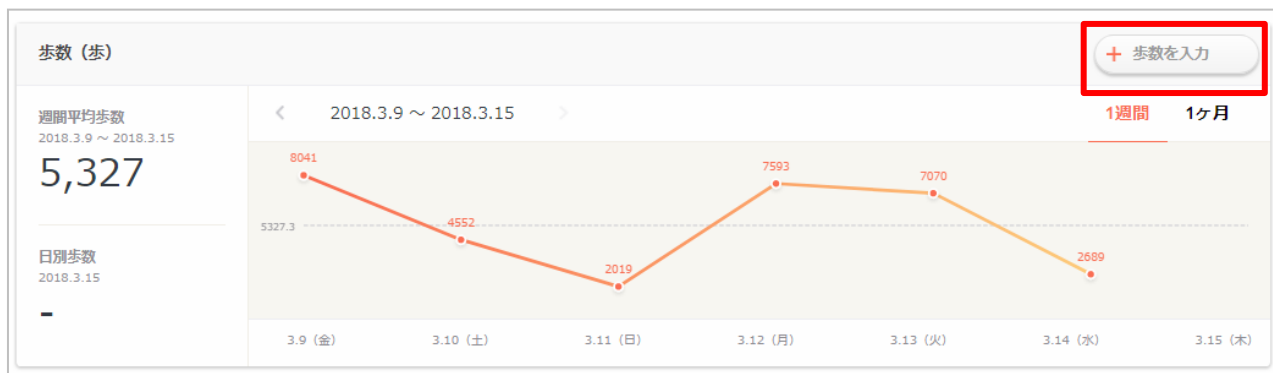 歩数（歩）
+ 歩数を入力
週間平均歩数
2018.3.9 ～ 2018.3.15
5,327
日別歩数
2018.3.15
-
< 2018.3.9 ～ 2018.3.15 >
1週間 1ヶ月
8041
4552
2019
7593
7070
2689
5327.3
3.9（金） 3.10（土） 3.11（日） 3.12（月） 3.13（火） 3.14（水） 3.15（木）